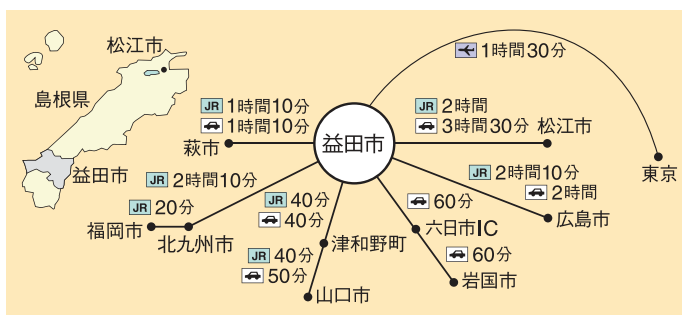 松江市
島根県
益田市
益田市
1時間30分
東京
JR 1時間10分
1時間10分
萩市
JR 2時間
3時間30分
松江市
JR 2時間10分
2時間
広島市
JR 2時間10分
北九州市
JR 20分
福岡市
JR 40分
40分
津和野町
JR 40分
50分
山口市
60分
六日市IC
60分
岩国市